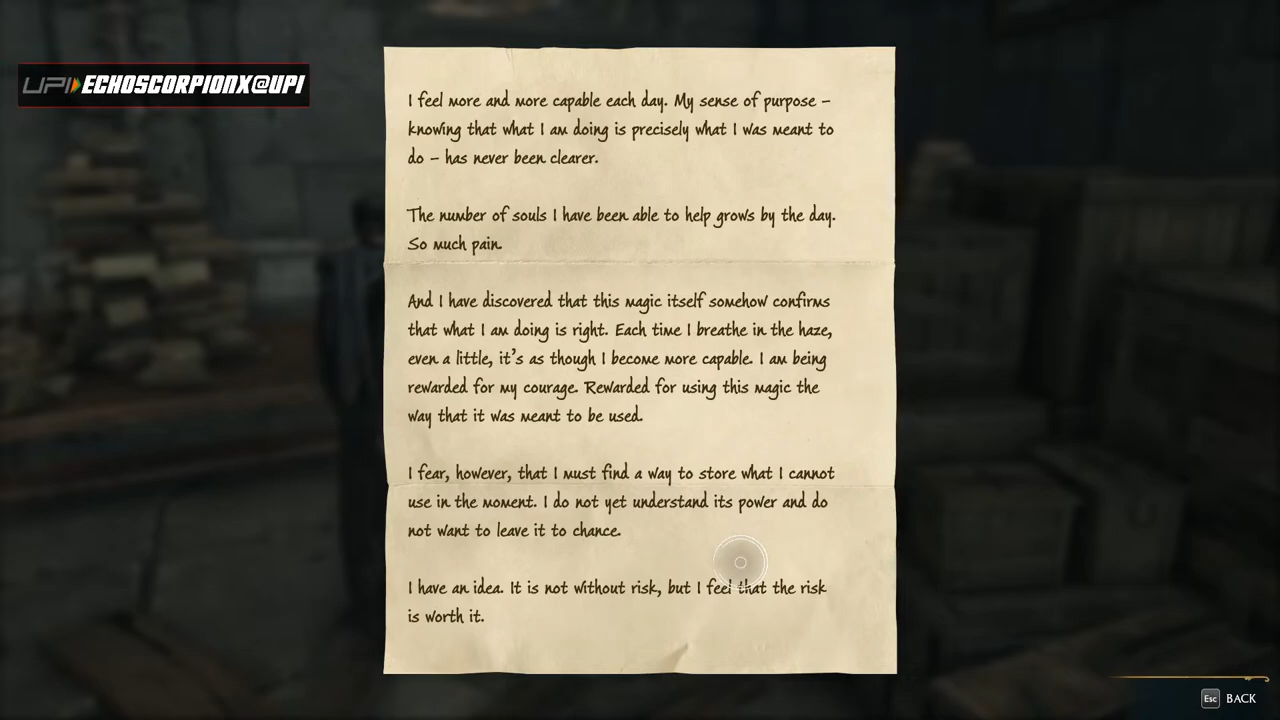 UPI ECHOSCORPIONX@UPI
I feel more and more capable each day. My sense of purpose –
knowing that what I am doing is precisely what I was meant to
do – has never been clearer.
The number of souls I have been able to help grows by the day.
So much pain.
And I have discovered that this magic itself somehow confirms
that what I am doing is right. Each time I breathe in the haze,
even a little, it's as though I become more capable. I am being
rewarded for my courage. Rewarded for using this magic the
way that it was meant to be used.
I fear, however, that I must find a way to store what I cannot
use in the moment. I do not yet understand its power and do
not want to leave it to chance.
I have an idea. It is not without risk, but I feel that the risk
is worth it.
Esc BACK